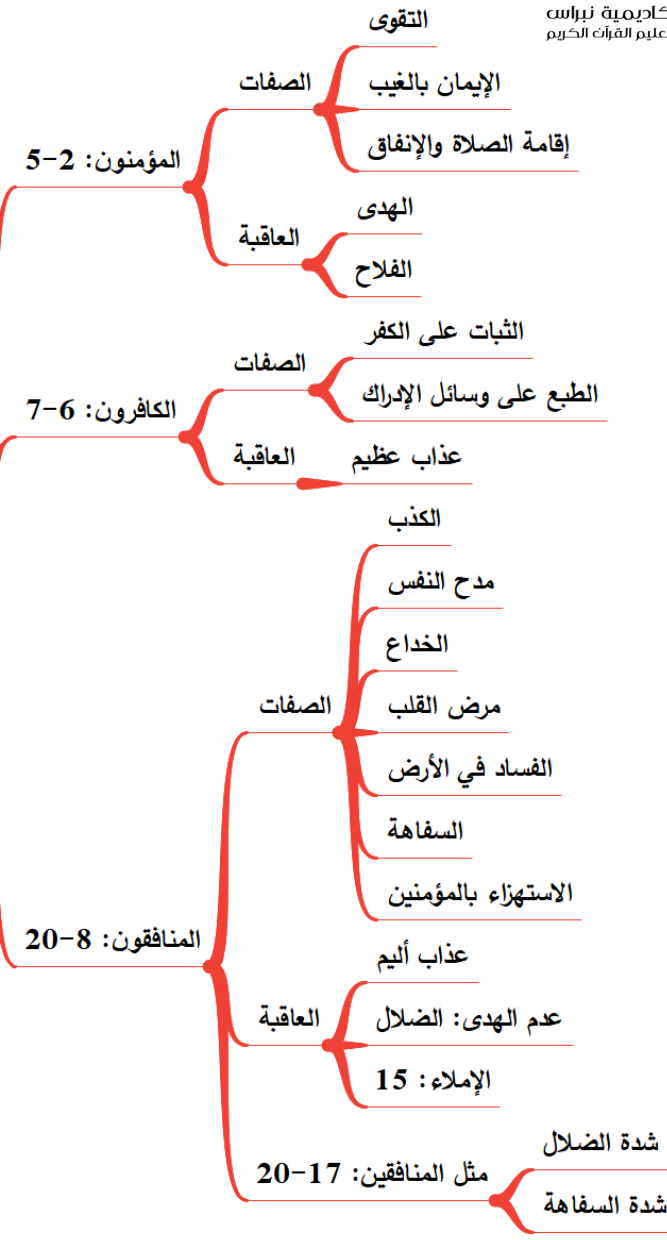 كاديمية نبراس
عليم القرآن الكريم
المؤمنون: 2-5
الصفات
التقوى
الإيمان بالغيب
إقامة الصلاة والإنفاق
العاقبة
الهدى
الفلاح
الكافرون: 6-7
الصفات
الثبات على الكفر
الطبع على وسائل الإدراك
العاقبة
عذاب عظيم
المنافقون: 8-20
الصفات
الكذب
مدح النفس
الخداع
مرض القلب
الفساد في الأرض
السفاهة
الاستهزاء بالمؤمنين
العاقبة
عذاب أليم
عدم الهدى: الضلال
الإملاء: 15
مثل المنافقين: 17-20
شدة الضلال
شدة السفاهة